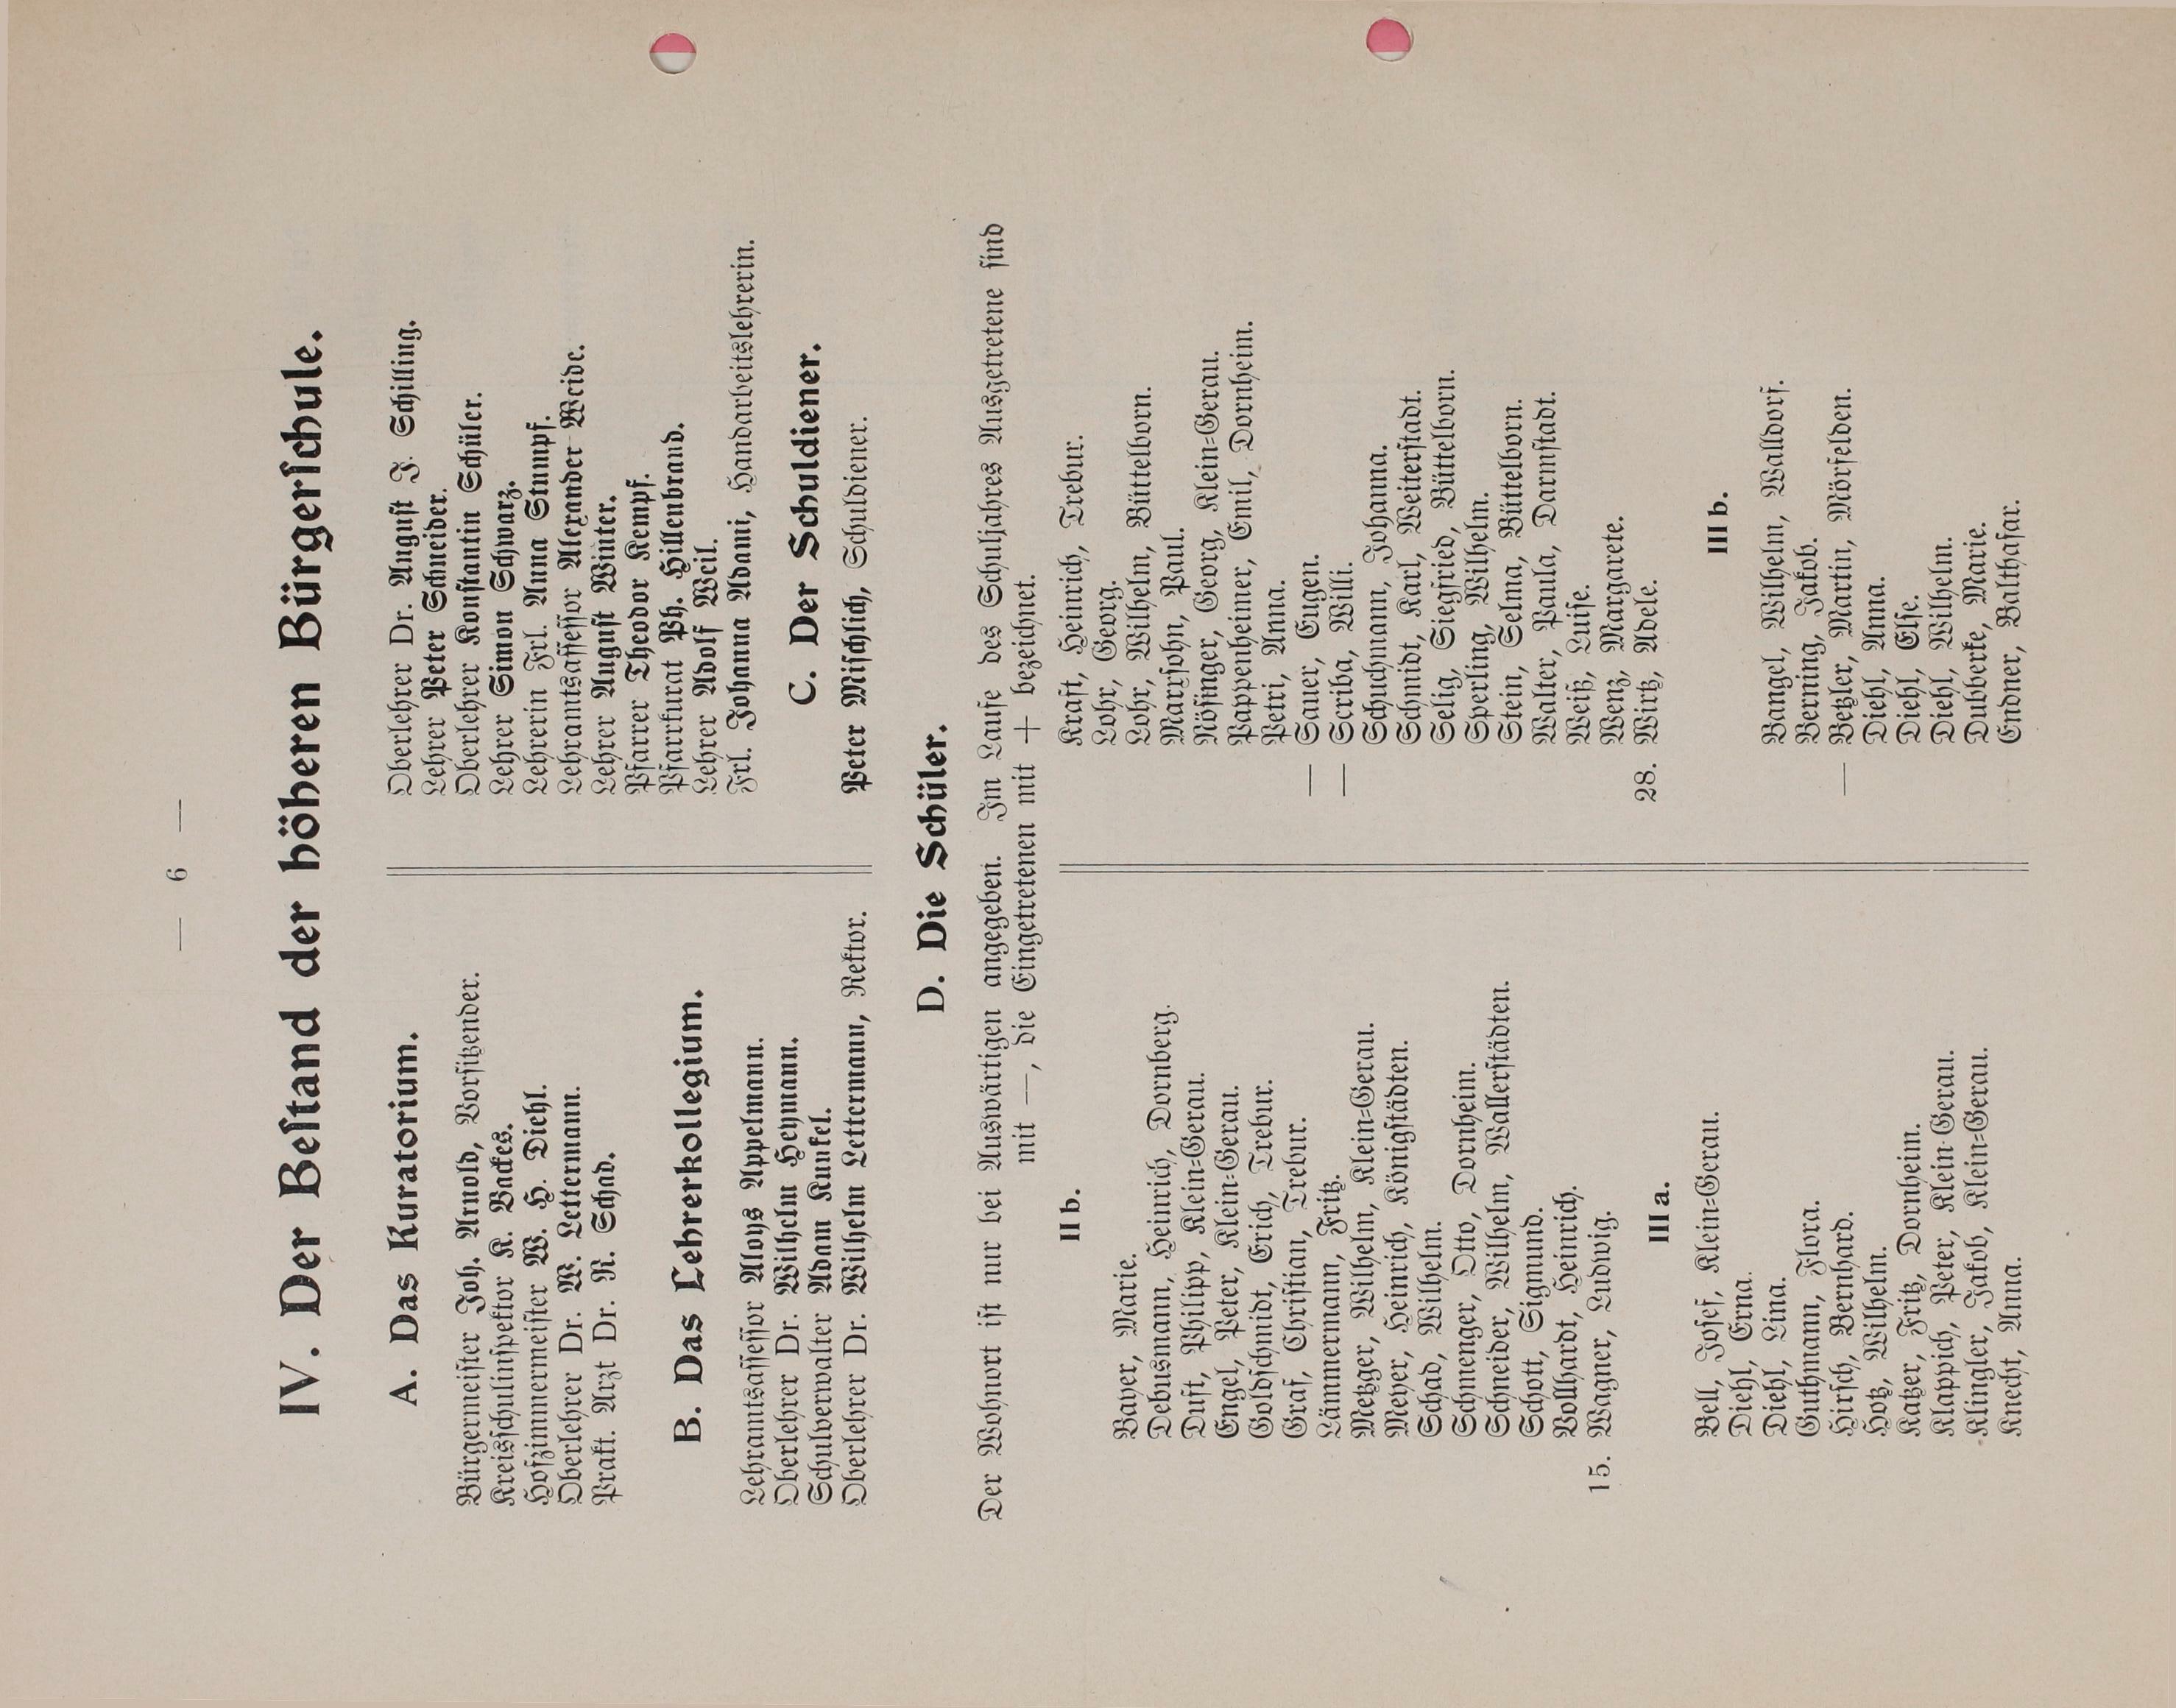 — 6 —
IV. Der Beſtand der höheren Bürgerſchule.
A. Das Kuratorium.
Bürgermeiſter Joh. Arnold, Vorſitzender.
Kreisſchulinſpektor K. Backes.
Hofzimmermeiſter W. H. Diehl.
Oberlehrer Dr. W. Lettermann.
Prakt. Arzt Dr. R. Schad.
B. Das Lehrerkollegium.
Lehramtsaſſeſſor Aloys Appelmann.
Oberlehrer Dr. Wilhelm Heymann.
Schulverwalter Adam Kunkel.
Oberlehrer Dr. Wilhelm Lettermann, Rektor.
Oberlehrer Dr. Auguſt J. Schilling.
Lehrer Peter Schneider.
Oberlehrer Konſtantin Schüler.
Lehrer Simon Schwarz.
Lehrerin Frl. Anna Stumpf.
Lehramtsaſſeſſor Alexander Weide.
Lehrer Auguſt Winter.
Pfarrer Theodor Kempf.
Pfarrkurat Ph. Hillenbrand.
Lehrer Adolf Weil.
Frl. Johanna Adami, Handarbeitslehrerin.
C. Der Schuldiener.
Peter Miſchlich, Schuldiener.
D. Die Schüler.
Der Wohnort iſt nur bei Auswärtigen angegeben. Im Laufe des Schuljahres Ausgetretene ſind
mit —, die Eingetretenen mit + bezeichnet.
II b.
Bayer, Marie.
Debusmann, Heinrich, Dornberg.
Duft, Philipp, Klein=Gerau.
Engel, Peter, Klein=Gerau.
Goldſchmidt, Erich, Trebur.
Graf, Chriſtian, Trebur.
Lämmermann, Fritz.
Metzger, Wilhelm, Klein=Gerau.
Meyer, Heinrich, Königſtädten.
Schad, Wilhelm.
Schmenger, Otto, Dornheim.
Schneider, Wilhelm, Wallerſtädten.
Schott, Sigmund.
Vollhardt, Heinrich.
15. Wagner, Ludwig.
III a.
Bell, Joſef, Klein=Gerau.
Diehl, Erna.
Diehl, Lina.
Guthmann, Flora.
Hirſch, Bernhard.
Hotz, Wilhelm.
Katzer, Fritz, Dornheim.
Klappich, Peter, Klein-Gerau.
Klingler, Jakob, Klein=Gerau.
Knecht, Anna.
Kraft, Heinrich, Trebur.
Lohr, Georg.
Lohr, Wilhelm, Büttelborn.
Marxſohn, Paul.
Nöſinger, Georg, Klein=Gerau.
Pappenheimer, Emil, Dornheim.
Petri, Anna.
— Sauer, Eugen.
— Scriba, Willi.
Schuchmann, Johanna.
Schmidt, Karl, Weiterſtadt.
Selig, Siegfried, Büttelborn.
Sperling, Wilhelm.
Stein, Selma, Büttelborn.
Walter, Paula, Darmſtadt.
Weiß, Luiſe.
Wenz, Margarete.
28. Wirtz, Adele.
III b.
Bangel, Wilhelm, Walldorf.
Berning, Jakob.
— Betzler, Martin, Mörfelden.
Diehl, Anna.
Diehl, Elſe.
Diehl, Wilhelm.
Dubberke, Marie.
Endner, Balthaſar.